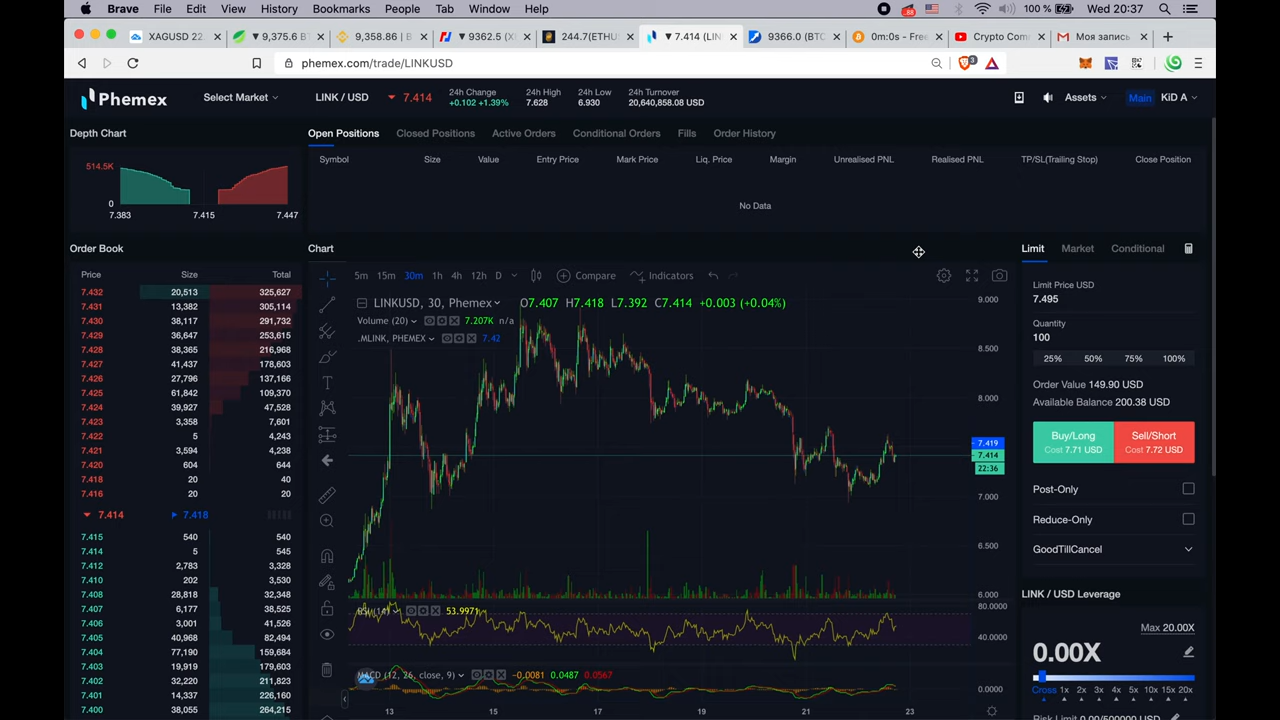 Brave File Edit View History Bookmarks People Tab Window Help 100 % Wed 20:37
XAGUSD 22. 9,375.6 B 9,358.86 | B ▼ 9362.5 (X 244.7(ETHU ▼ 7.414 (LIN 9366.0 (BTC 0m:0s - Free Crypto Com Моя запись
phemex.com/trade/LINKUSD 3
Phemex Select Market LINK / USD ▼ 7.414 24h Change 24h High 24h Low 24h Turnover Assets Main KiD A
+0.102 +1.39% 7.628 6.930 20,640,858.08 USD
Depth Chart
514.5K
0
7.383 7.415 7.447
Open Positions Closed Positions Active Orders Conditional Orders Fills Order History
Symbol Size Value Entry Price Mark Price Liq. Price Margin Unrealised PNL Realised PNL TP/SL(Trailing Stop) Close Position
No Data
Order Book
Price Size Total
7.432 20,513 325,627
7.431 13,382 305,114
7.430 38,117 291,732
7.429 36,647 253,615
7.428 38,365 216,968
7.427 41,437 178,603
7.426 27,796 137,166
7.425 61,842 109,370
7.424 39,927 47,528
7.423 3,358 7,601
7.422 5 4,243
7.421 3,594 4,238
7.420 604 644
7.418 20 40
7.416 20 20
▼ 7.414 ▶ 7.418
7.415 540 540
7.414 5 545
7.412 2,783 3,328
7.410 202 3,530
7.408 28,818 32,348
7.407 6,177 38,525
7.406 3,001 41,526
7.405 40,968 82,494
7.404 77,190 159,684
7.403 19,919 179,603
7.402 32,220 211,823
7.401 14,337 226,160
7.400 38,055 264,215
Chart
5m 15m 30m 1h 4h 12h D Compare Indicators
LINKUSD, 30, Phemex O7.407 H7.418 L7.392 C7.414 +0.003 (+0.04%)
Volume (20) 7.207K n/a
.MLINK, PHEMEX 7.42
9.000
8.500
8.000
7.419
7.414
22:36
7.000
6.500
6.000
53.9971
80.0000
40.0000
MACD (12, 26, close, 9) -0.0081 0.0487 0.0567
0.0000
13 15 17 19 21 23
Limit Market Conditional
Limit Price USD
7.495
Quantity
100
25% 50% 75% 100%
Order Value 149.90 USD
Available Balance 200.38 USD
Buy/Long Sell/Short
Cost 7.71 USD Cost 7.72 USD
Post-Only
Reduce-Only
GoodTillCancel
LINK / USD Leverage
Max 20.00X
0.00X
Cross 1x 2x 3x 4x 5x 10x 15x 20x
Risk Limit 0.00/500000 USD